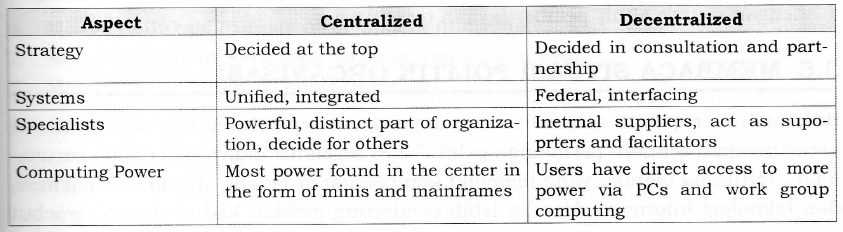 Aspect Centralized Decentralized
Strategy Decided at the top Decided in consultation and part-
nership
Systems Unified, integrated Federal, interfacing
Specialists Powerful, distinct part of organiza- Inetrnal suppliers, act as supo-
tion, decide for others prters and facilitators
Computing Power Most power found in the center in Users have direct access to more
the form of minis and mainframes power via PCs and work group
computing